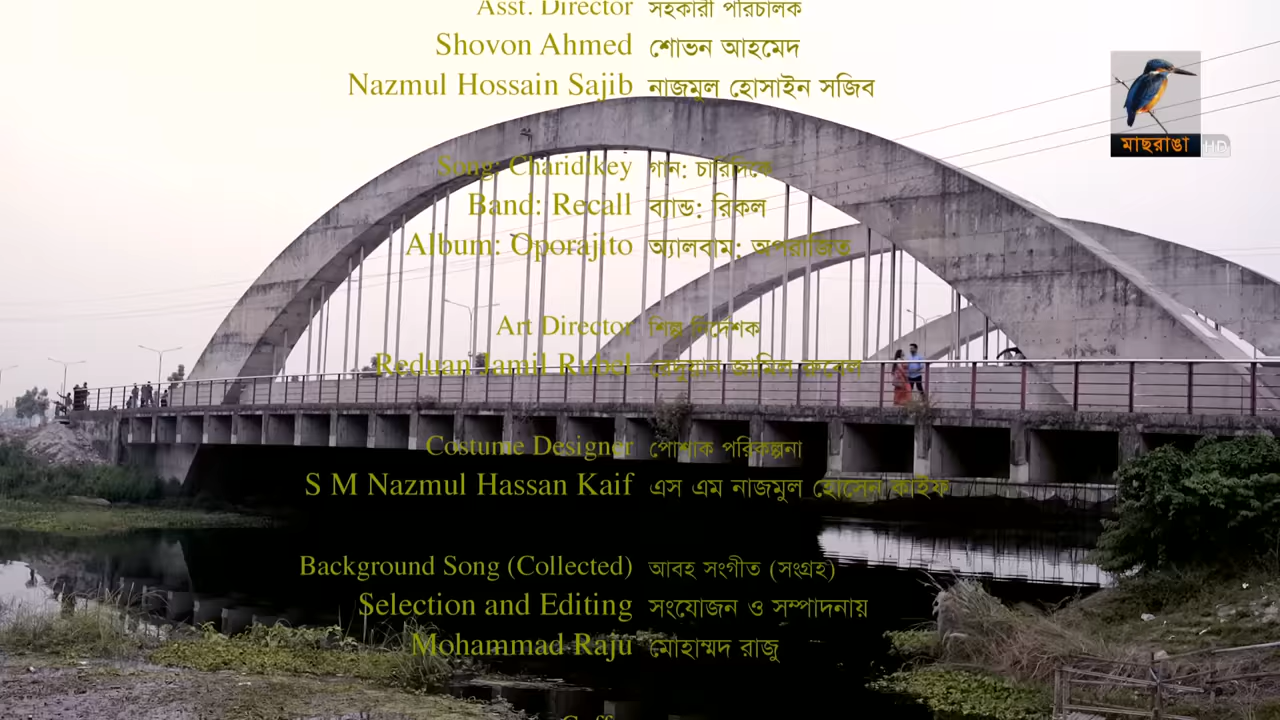 Asst. Director সহকারী পরিচালক
Shovon Ahmed শোভন আহমেদ
Nazmul Hossain Sajib নাজমুল হোসাইন সজিব
মাছরাঙা HD
Song: Charidikey গান: চারিদিকে
Band: Recall ব্যান্ড: রিকল
Album: Oporajito অ্যালবাম: অপরাজিত
Art Director শিল্প নির্দেশক
Reduan Jamil Rubel রেদুয়ান জামিল রুবেল
Costume Designer পোশাক পরিকল্পনা
S M Nazmul Hassan Kaif এস এম নাজমুল হোসেন কাইফ
Background Song (Collected) আবহ সংগীত (সংগ্রহ)
Selection and Editing সংযোজন ও সম্পাদনায়
Mohammad Raju মোহাম্মদ রাজু